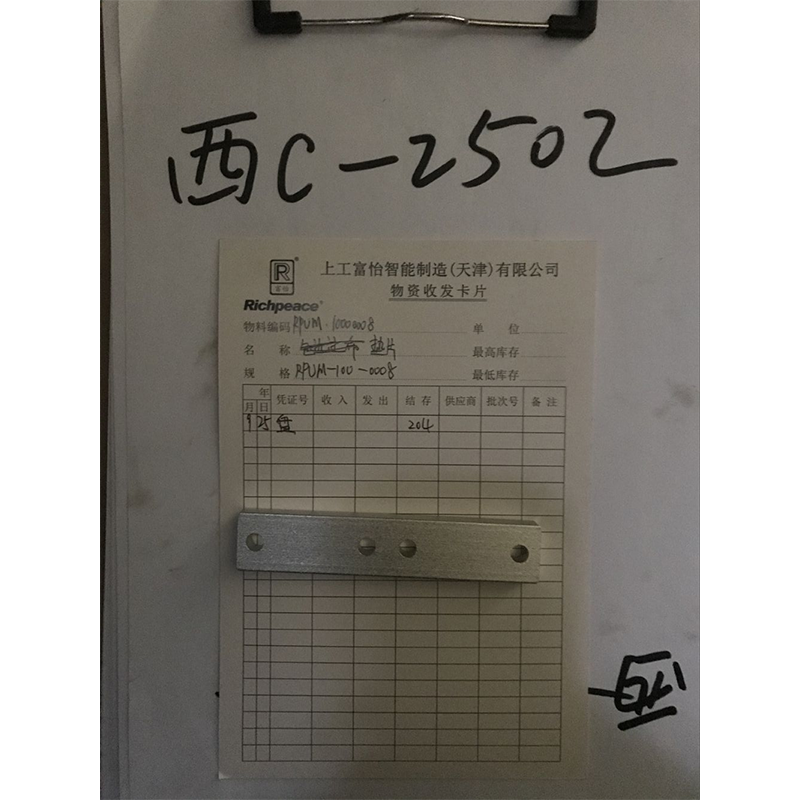 西C-2502
R
富怡
Richpeace
上工富怡智能制造(天津)有限公司
物资收发卡片
物料编码 RPUM-1000008 单 位
名 称 垫片 最高库存
规 格 RPUM-100-0008 最低库存
年
月 日 凭证号 收入 发出 结存 供应商 批次号 备注
9 25 盘 204